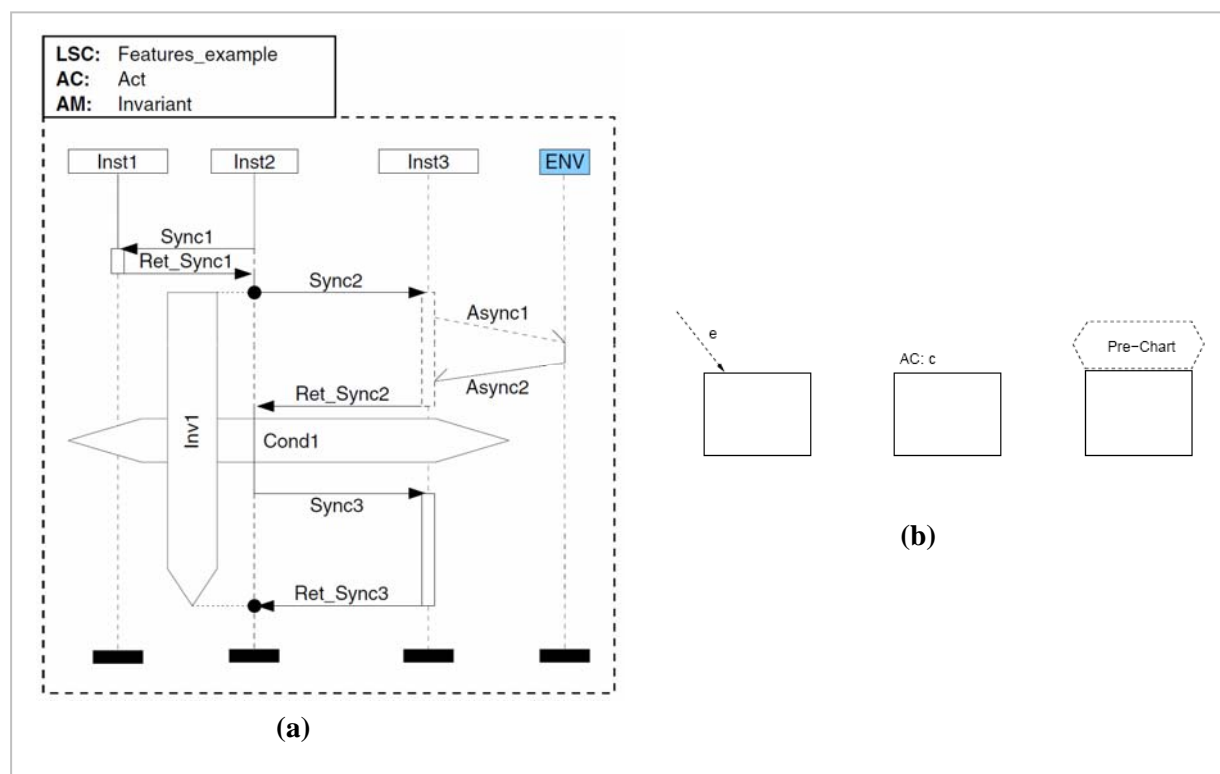 LSC: Features_example
AC: Act
AM: Invariant
Inst1 Inst2 Inst3 ENV
Sync1
Ret_Sync1
Sync2
Async1
Async2
Ret_Sync2
Inv1
Cond1
Sync3
Ret_Sync3
(a)
e
AC: c
Pre-Chart
(b)